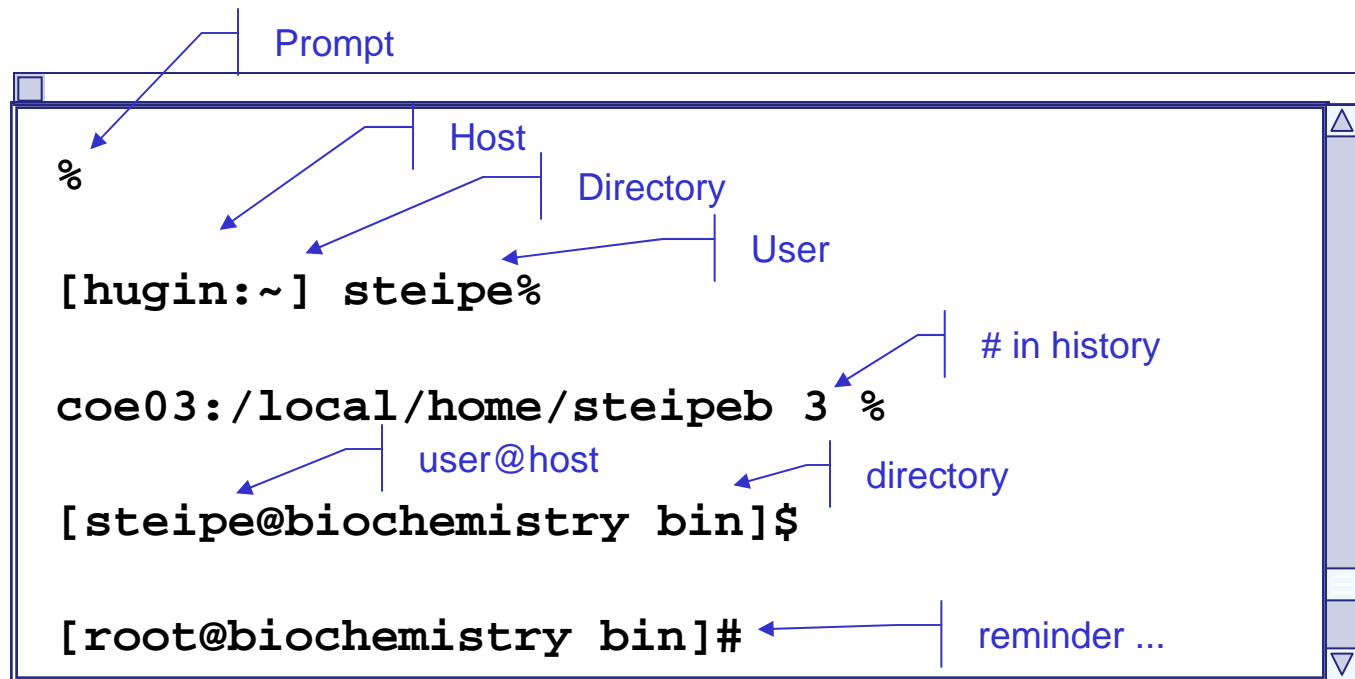 Prompt
Host
%
Directory
User
[hugin:~] steipe%
# in history
coe03:/local/home/steipeb 3 %
user@host
directory
[steipe@biochemistry bin]$
[root@biochemistry bin]#
reminder ...